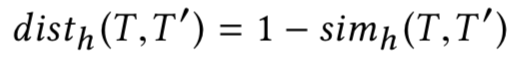 dist_h(T,T′) = 1 − sim_h(T,T′)